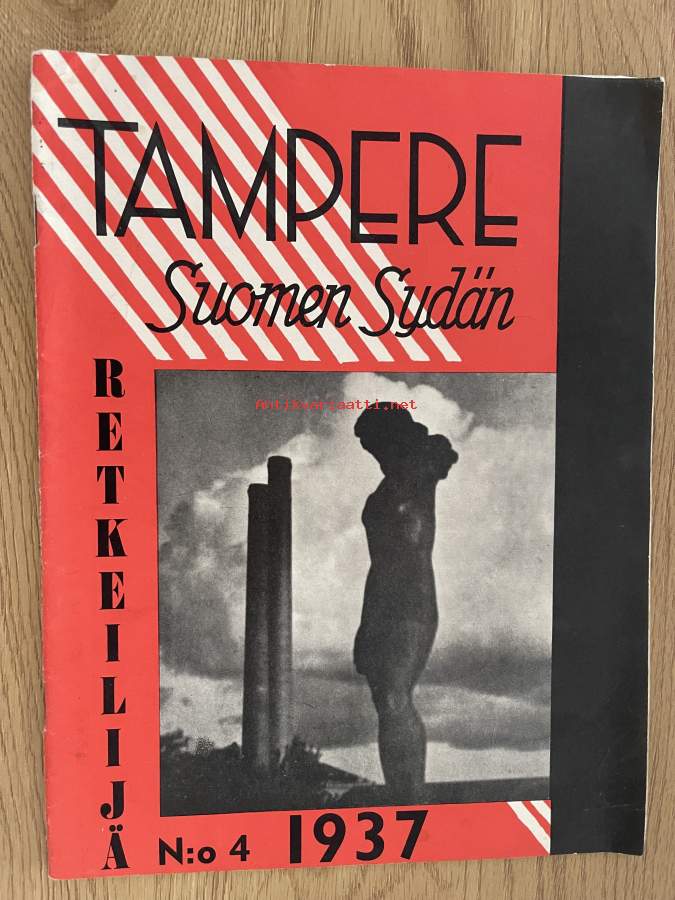 TAMPERE
Suomen Sydän
RETKEILIJÄ
Antikvariaatti.net
N:o 4 1937